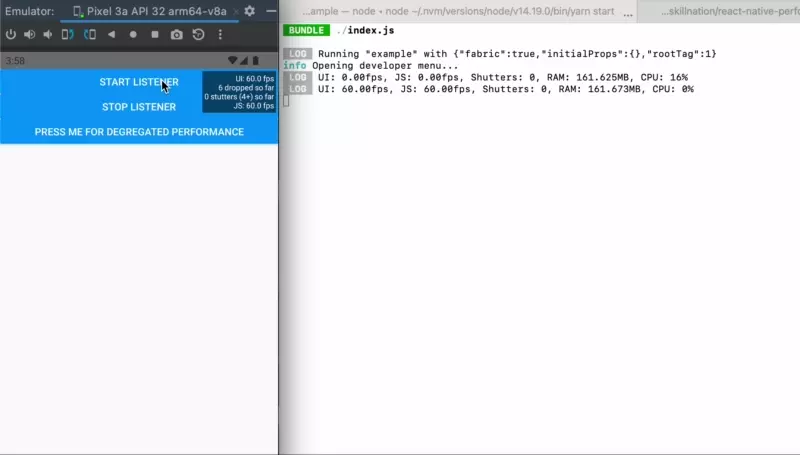 Emulator: Pixel 3a API 32 arm64-v8a
3:58
START LISTENER
STOP LISTENER
PRESS ME FOR DEGREGATED PERFORMANCE
UI: 60.0 fps
6 dropped so far
0 stutters (4+) so far
JS: 60.0 fps
...ample — node • node ~/.nvm/versions/node/v14.19.0/bin/yarn start ...
...skillnation/react-native-perfo
BUNDLE ./index.js
LOG Running "example" with {"fabric":true,"initialProps":{},"rootTag":1}
info Opening developer menu...
LOG UI: 0.00fps, JS: 0.00fps, Shutters: 0, RAM: 161.625MB, CPU: 16%
LOG UI: 60.00fps, JS: 60.00fps, Shutters: 0, RAM: 161.673MB, CPU: 0%